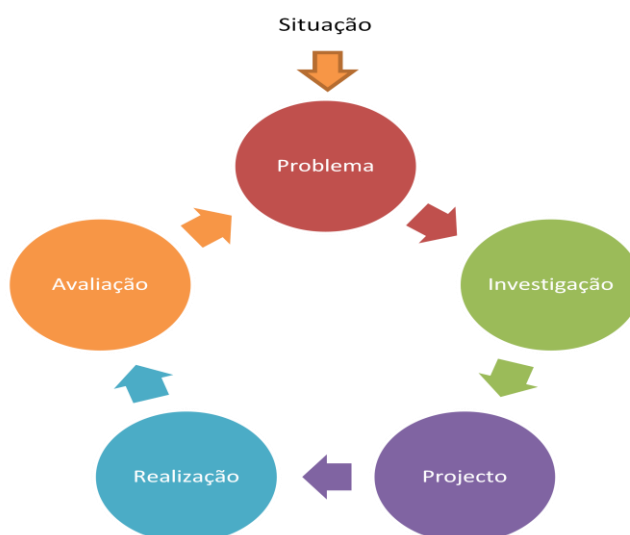 Situação
Problema
Investigação
Projecto
Realização
Avaliação